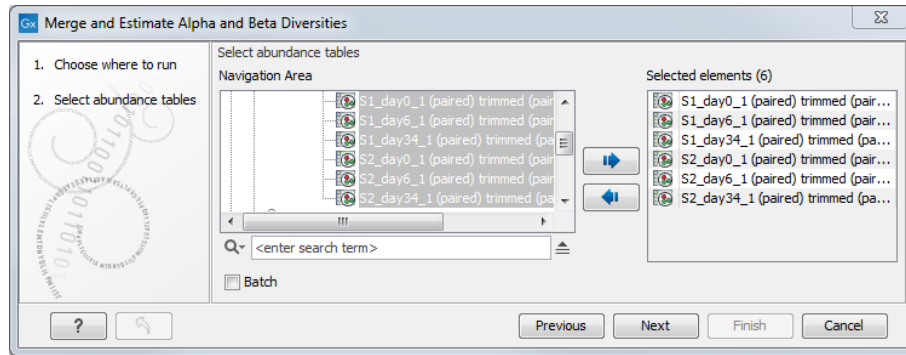 Gx Merge and Estimate Alpha and Beta Diversities
1. Choose where to run
2. Select abundance tables
Select abundance tables
Navigation Area
S1_day0_1 (paired) trimmed (pair
S1_day6_1 (paired) trimmed (pair
S1_day34_1 (paired) trimmed (pa
S2_day0_1 (paired) trimmed (pair
S2_day6_1 (paired) trimmed (pair
S2_day34_1 (paired) trimmed (pa
<enter search term>
Batch
Selected elements (6)
S1_day0_1 (paired) trimmed (pair...
S1_day6_1 (paired) trimmed (pair...
S1_day34_1 (paired) trimmed (pa...
S2_day0_1 (paired) trimmed (pair...
S2_day6_1 (paired) trimmed (pair...
S2_day34_1 (paired) trimmed (pa...
? Previous Next Finish Cancel